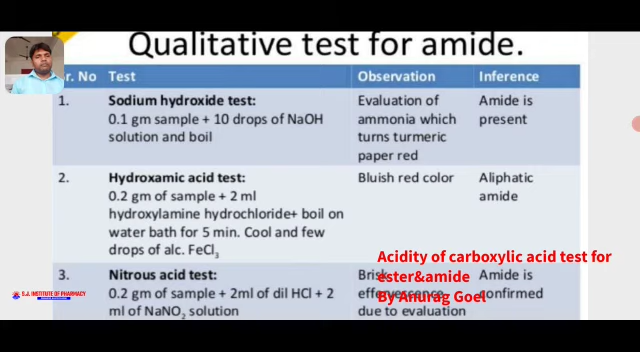 Qualitative test for amide.
r. No Test Observation Inference
1. Sodium hydroxide test: Evaluation of Amide is
0.1 gm sample + 10 drops of NaOH ammonia which present
solution and boil turns turmeric
paper red
2. Hydroxamic acid test: Bluish red color Aliphatic
0.2 gm of sample + 2 ml amide
hydroxylamine hydrochloride+ boil on
water bath for 5 min. Cool and few
drops of alc. FeCl3
Acidity of carboxylic acid test for
ester&amide
By Anurag Goel
3. Nitrous acid test: Brisk Amide is
0.2 gm of sample + 2ml of dil HCl + 2 effervescence confirmed
ml of NaNO2 solution due to evaluation
S.J. INSTITUTE OF PHARMACY